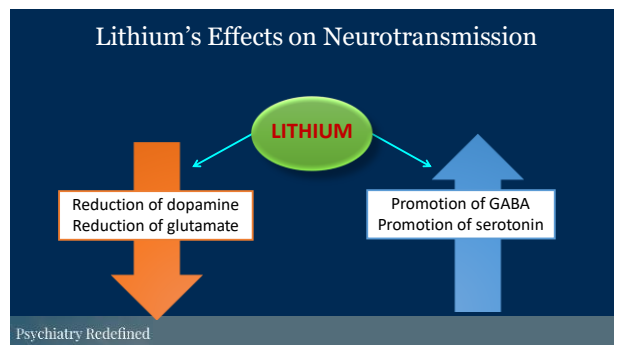 Lithium’s Effects on Neurotransmission
LITHIUM
Reduction of dopamine
Reduction of glutamate
Promotion of GABA
Promotion of serotonin
Psychiatry Redefined